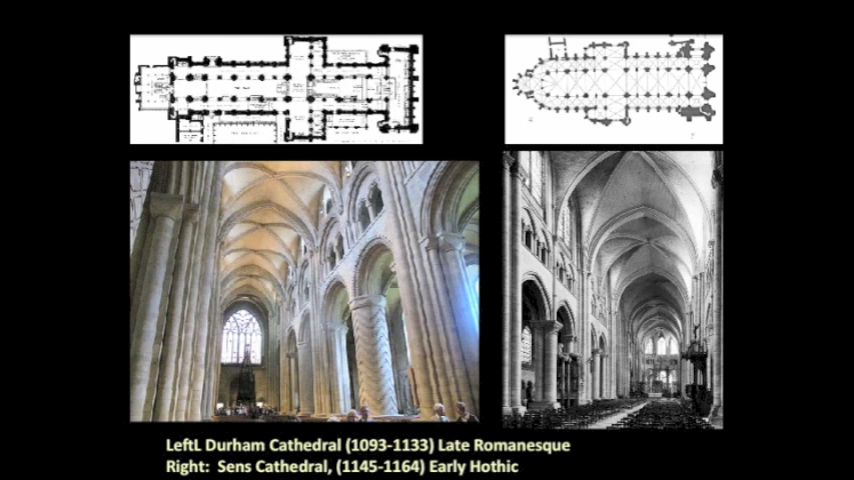 LeftL Durham Cathedral (1093-1133) Late Romanesque
Right: Sens Cathedral, (1145-1164) Early Hothic